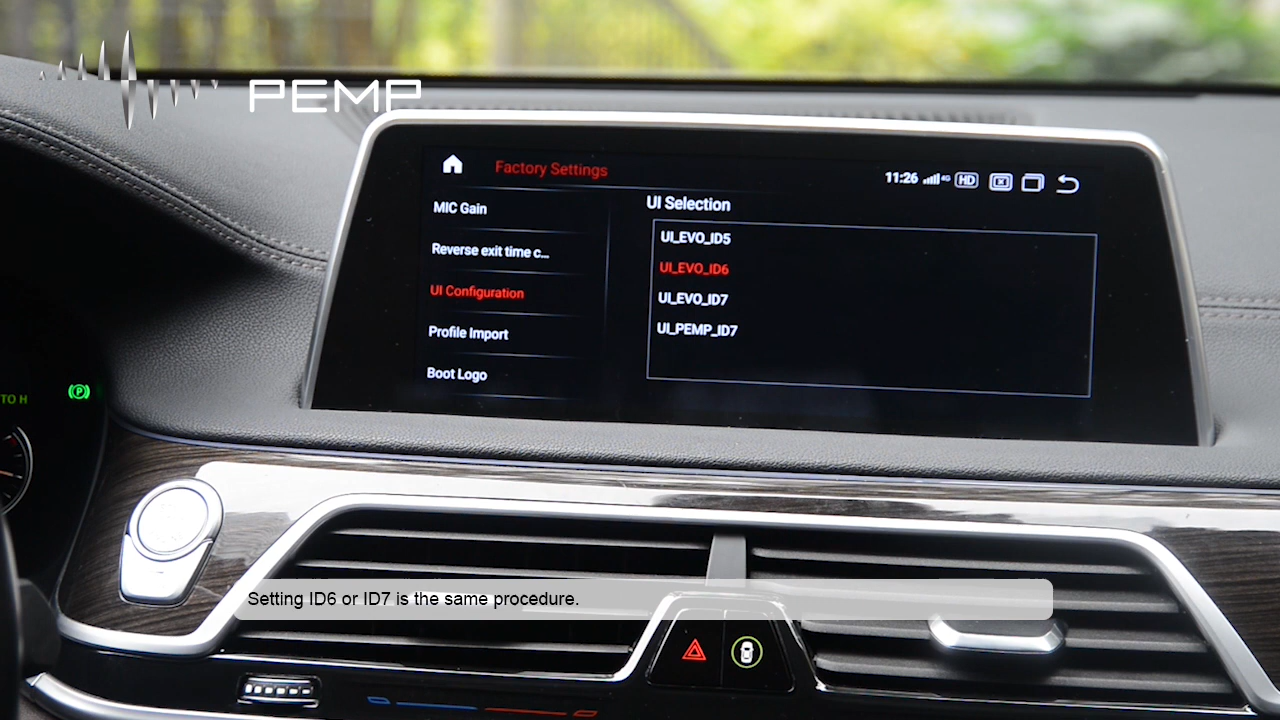 PEMP
Factory Settings
11:26
4G
HD
MIC Gain
Reverse exit time c...
UI Configuration
Profile Import
Boot Logo
UI Selection
UI_EVO_ID5
UI_EVO_ID6
UI_EVO_ID7
UI_PEMP_ID7
TO H
P
Setting ID6 or ID7 is the same procedure.